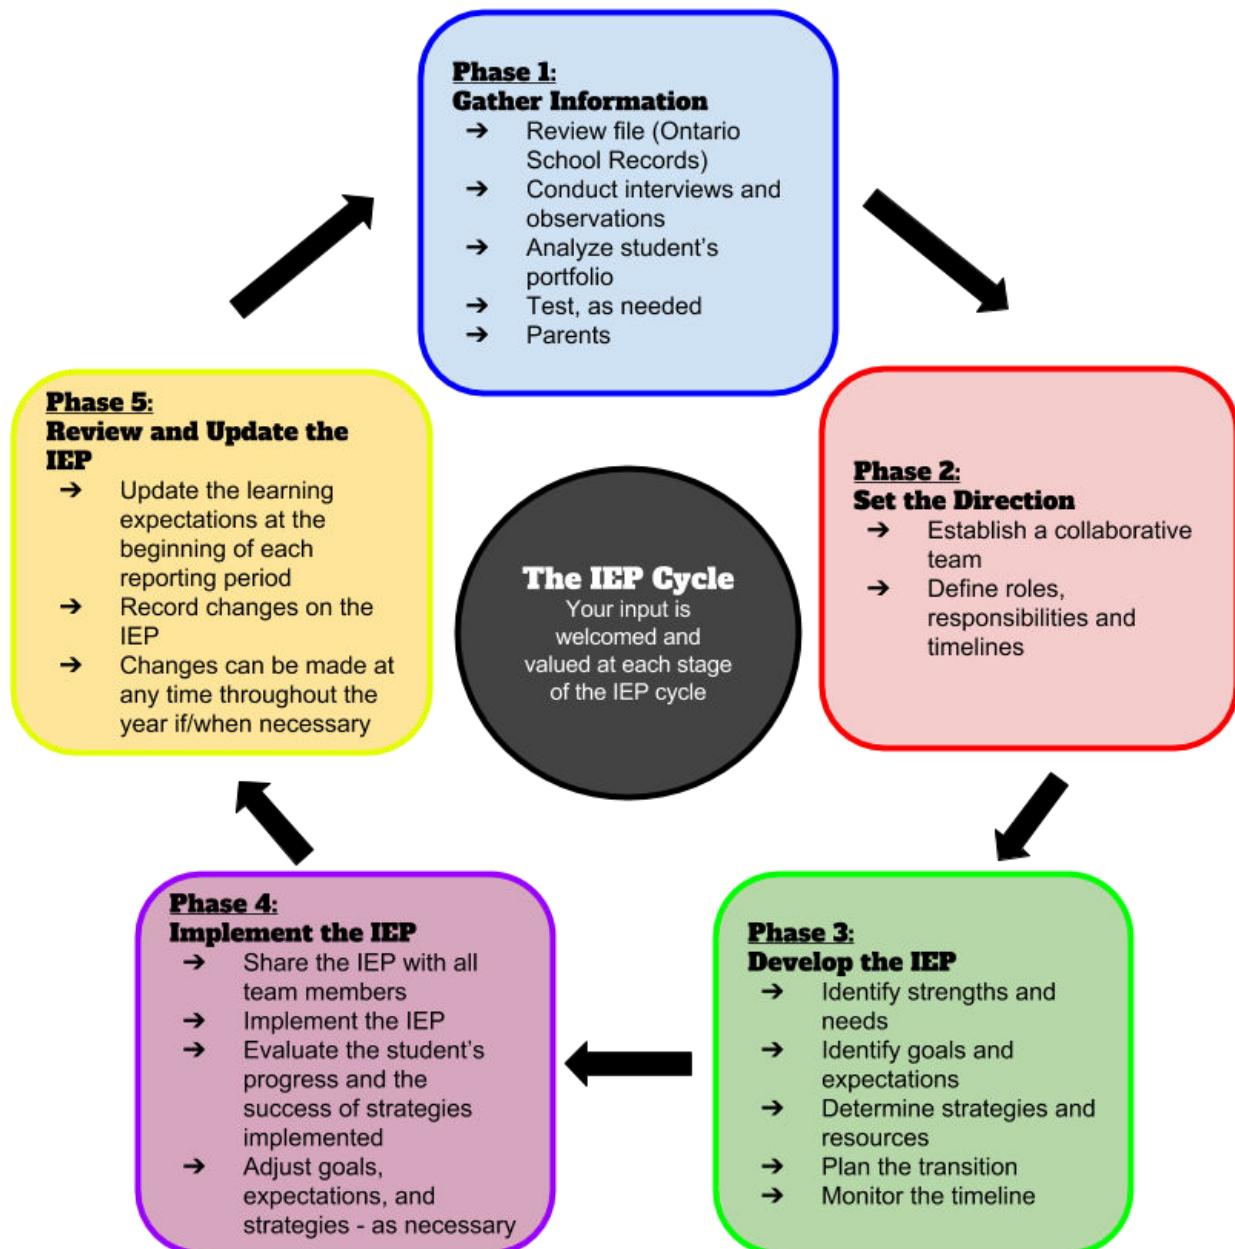 Phase 1:
Gather Information
➔ Review file (Ontario
School Records)
➔ Conduct interviews and
observations
➔ Analyze student's
portfolio
➔ Test, as needed
➔ Parents
Phase 2:
Set the Direction
➔ Establish a collaborative
team
➔ Define roles,
responsibilities and
timelines
Phase 3:
Develop the IEP
➔ Identify strengths and
needs
➔ Identify goals and
expectations
➔ Determine strategies and
resources
➔ Plan the transition
➔ Monitor the timeline
Phase 4:
Implement the IEP
➔ Share the IEP with all
team members
➔ Implement the IEP
➔ Evaluate the student's
progress and the
success of strategies
implemented
➔ Adjust goals,
expectations, and
strategies - as necessary
Phase 5:
Review and Update the
IEP
➔ Update the learning
expectations at the
beginning of each
reporting period
➔ Record changes on the
IEP
➔ Changes can be made at
any time throughout the
year if/when necessary
The IEP Cycle
Your input is
welcomed and
valued at each stage
of the IEP cycle